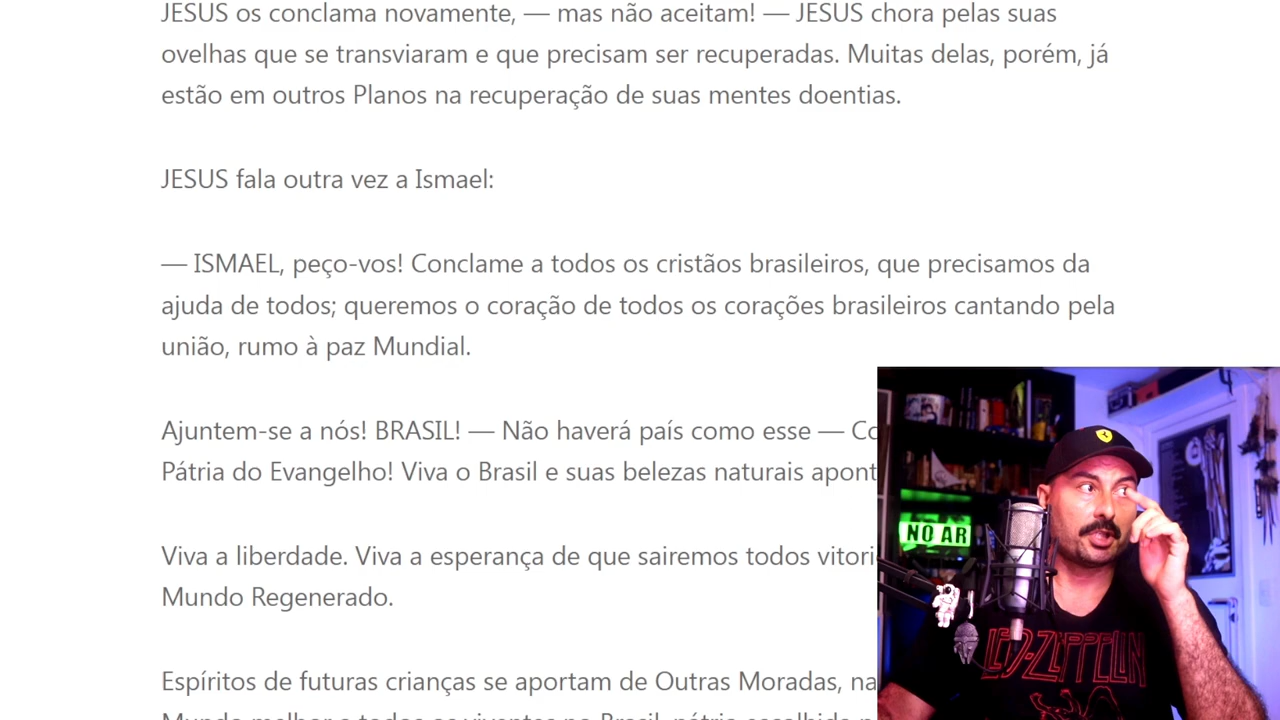 JESUS os conclama novamente, — mas não aceitam! — JESUS chora pelas suas
ovelhas que se transviaram e que precisam ser recuperadas. Muitas delas, porém, já
estão em outros Planos na recuperação de suas mentes doentias.
JESUS fala outra vez a Ismael:
— ISMAEL, peço-vos! Conclame a todos os cristãos brasileiros, que precisamos da
ajuda de todos; queremos o coração de todos os corações brasileiros cantando pela
união, rumo à paz Mundial.
Ajuntem-se a nós! BRASIL! — Não haverá país como esse —
Pátria do Evangelho! Viva o Brasil e suas belezas naturais
Viva a liberdade. Viva a esperança de que sairemos todos
Mundo Regenerado.
Espíritos de futuras crianças se aportam de Outras Moradas,
NO AR
LED-ZEPPELIN